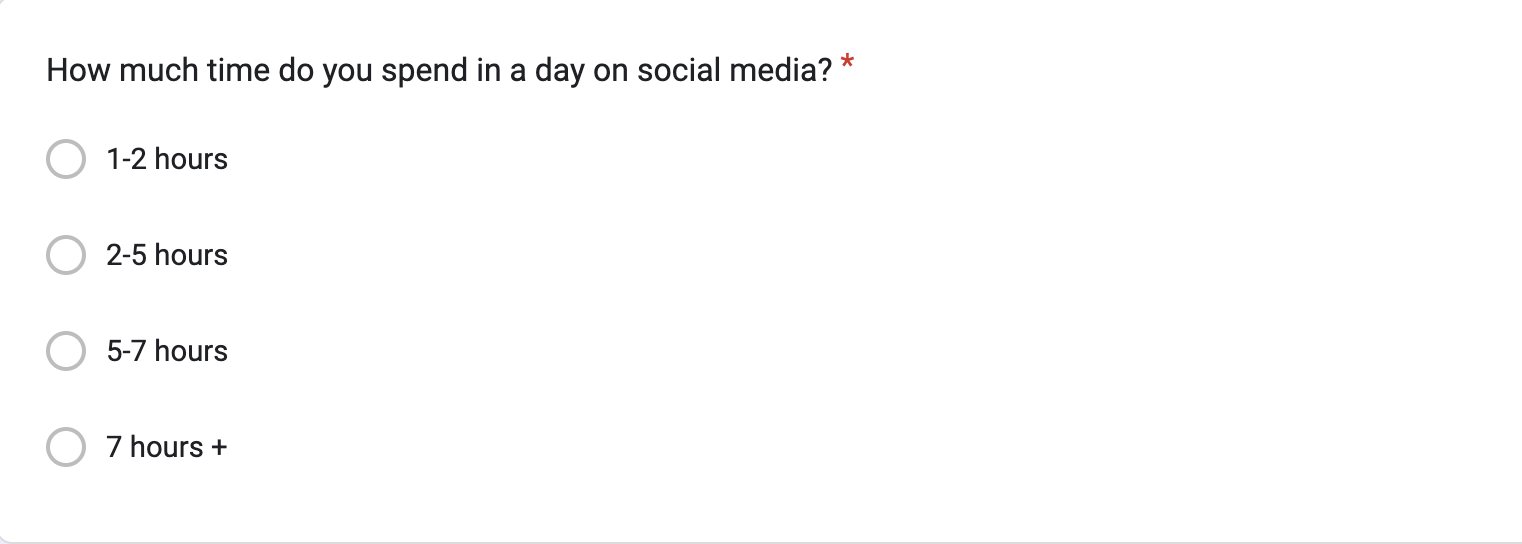 How much time do you spend in a day on social media? *
1-2 hours
2-5 hours
5-7 hours
7 hours +